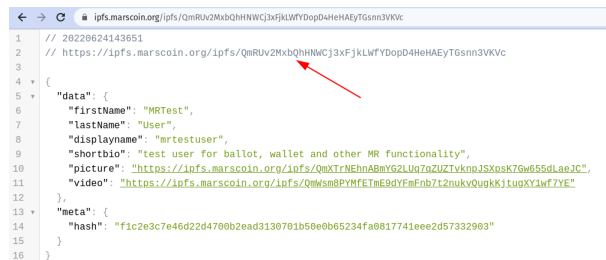 ipfs.marscoin.org/ipfs/QmRUv2MxbQhHNWCj3xFjkLWfYDopD4HeHAEyTGsnn3VKVc
1 // 20220624143651
2 // https://ipfs.marscoin.org/ipfs/QmRUv2MxbQhHNWCj3xFjkLWfYDopD4HeHAEyTGsnn3VKVc
3
4 {
5 "data": {
6 "firstName": "MRTest",
7 "lastName": "User",
8 "displayname": "mrtestuser",
9 "shortbio": "test user for ballot, wallet and other MR functionality",
10 "picture": "https://ipfs.marscoin.org/ipfs/QmXTrNEhnABmYG2LUq7qZUZTvknpJSXpsK7Gw655dLaeJC",
11 "video": "https://ipfs.marscoin.org/ipfs/QmWsm8PYMfETmE9dYFmFnb7t2nukvQugkKjtugXY1wf7YE"
12 },
13 "meta": {
14 "hash": "f1c2e3c7e46d22d4700b2ead3130701b50e0b65234fa0817741eee2d57332903"
15 }
16 }